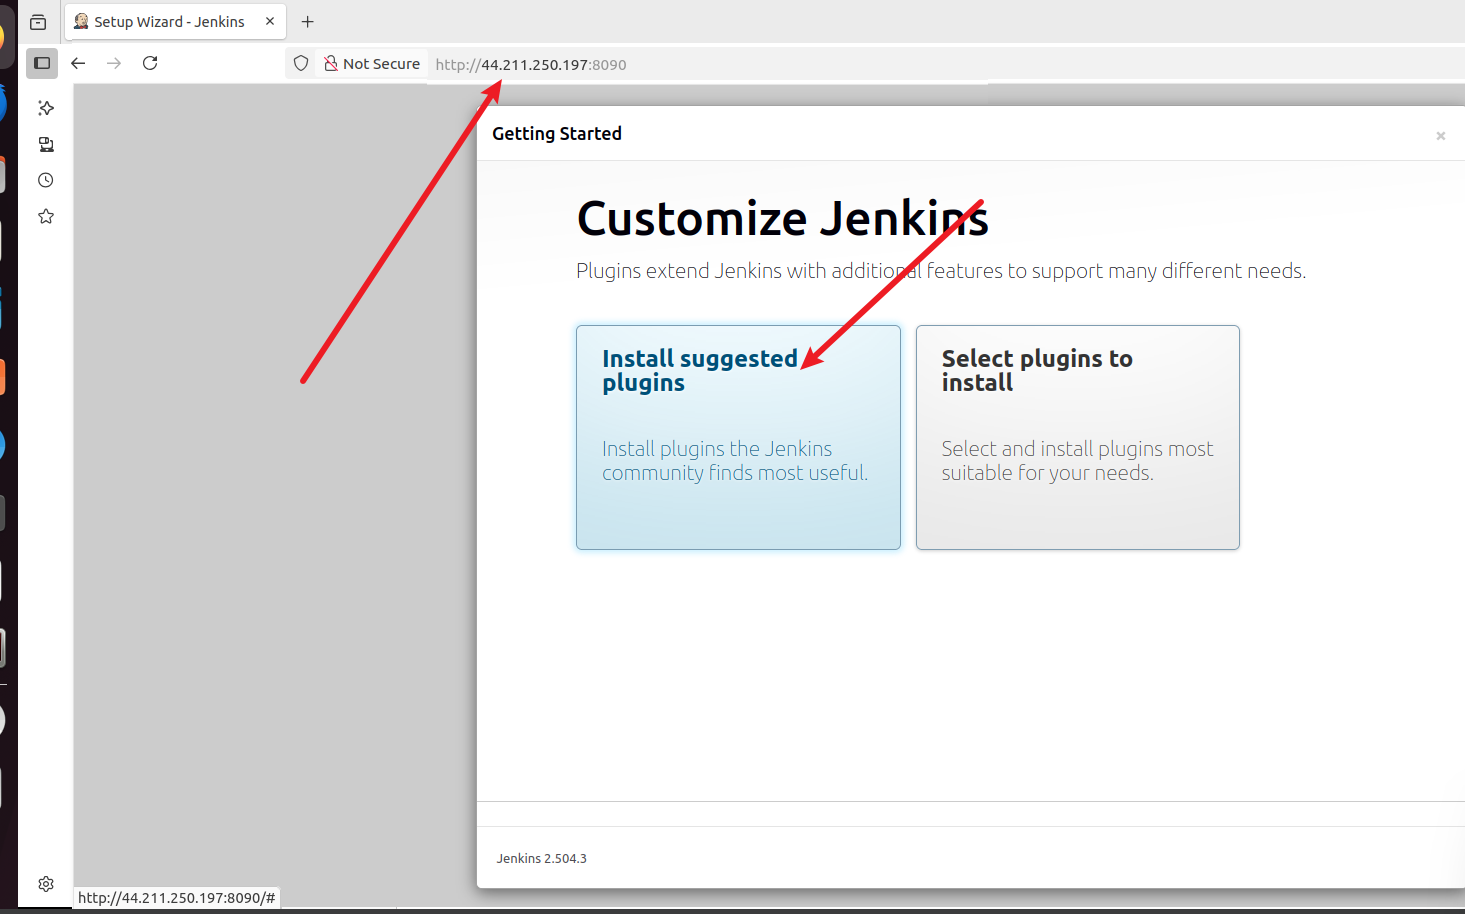 Setup Wizard - Jenkins
Not Secure
http://44.211.250.197:8090
Getting Started
Customize Jenkins
Plugins extend Jenkins with additional features to support many different needs.
Install suggested
plugins
Install plugins the Jenkins
community finds most useful.
Select plugins to
install
Select and install plugins most
suitable for your needs.
Jenkins 2.504.3
http://44.211.250.197:8090/#